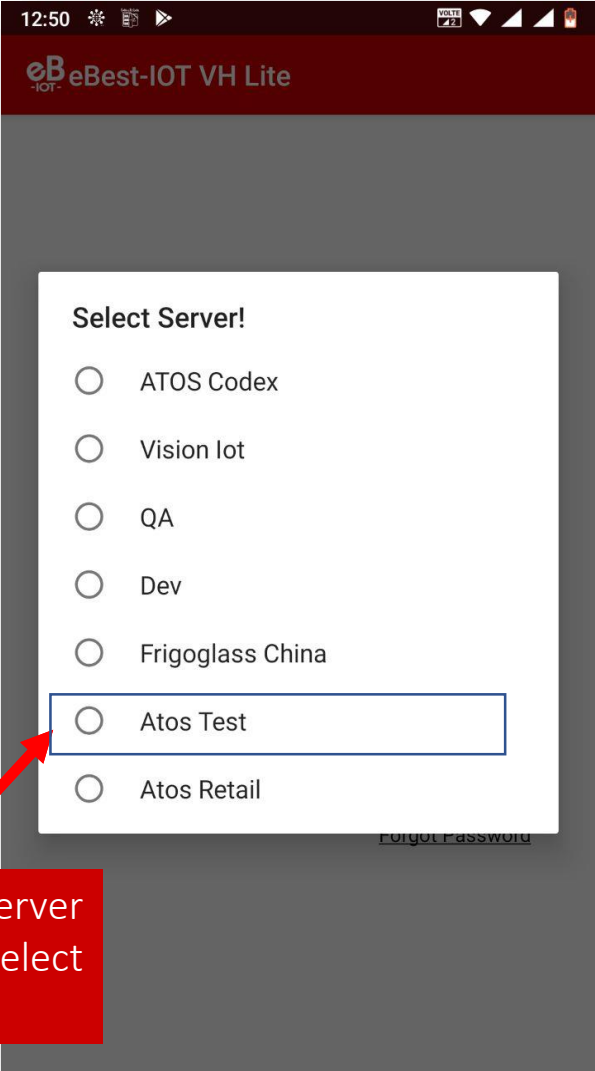 12:50
VOLTE
2
eB
-IOT-
eBest-IOT VH Lite
Select Server!
ATOS Codex
Vision Iot
QA
Dev
Frigoglass China
Atos Test
Atos Retail
Forgot Password
erver
elect